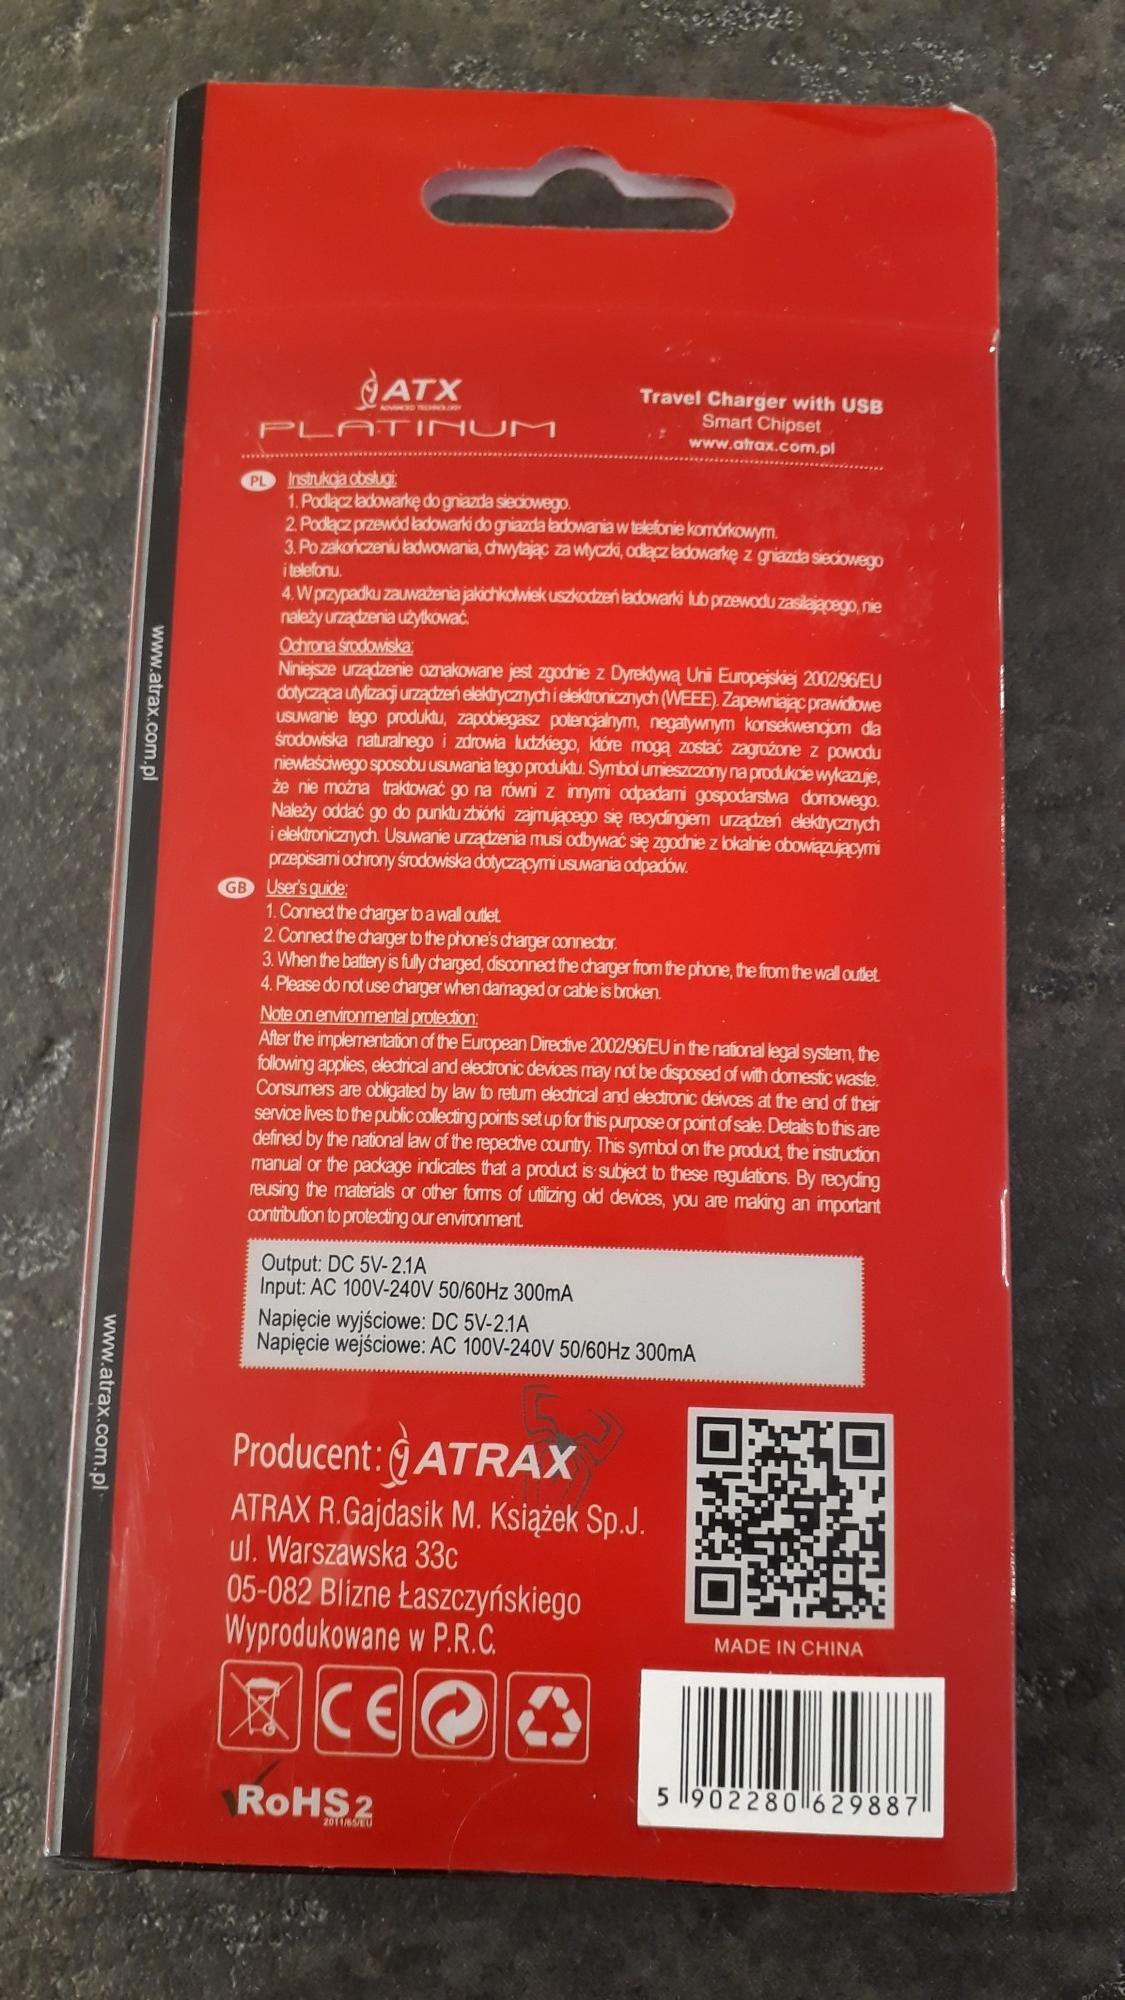 ATX
ADVANCED TECHNOLOGY
PLATINUM
Travel Charger with USB
Smart Chipset
www.atrax.com.pl
PL Instrukcja obsługi:
1. Podłącz ładowarkę do gniazda sieciowego.
2. Podłącz przewód ładowarki do gniazda ładowania w telefonie komórkowym.
3. Po zakończeniu ładwowania, chwytając za wtyczki, odłącz ładowarkę z gniazda sieciowego
i telefonu.
4. W przypadku zauważenia jakichkolwiek uszkodzeń ładowarki lub przewodu zasilającego, nie
należy urządzenia użytkować.
Ochrona środowiska:
Niniejsze urządzenie oznakowane jest zgodnie z Dyrektywą Unii Europejskiej 2002/96/EU
dotycząca utylizacji urządzeń elektrycznych i elektronicznych (WEEE). Zapewniając prawidłowe
usuwanie tego produktu, zapobiegasz potencjalnym, negatywnym konsekwencjom dla
środowiska naturalnego i zdrowia ludzkiego, które mogą zostać zagrożone z powodu
niewłaściwego sposobu usuwania tego produktu. Symbol umieszczony na produkcie wykazuje,
że nie można traktować go na równi z innymi odpadami gospodarstwa domowego.
Należy oddać go do punktu zbiórki zajmującego się recyclingiem urządzeń elektrycznych
i elektronicznych. Usuwanie urządzenia musi odbywać się zgodnie z lokalnie obowiązującymi
przepisami ochrony środowiska dotyczącymi usuwania odpadów.
GB User's guide:
1. Connect the charger to a wall outlet.
2. Connect the charger to the phone's charger connector.
3. When the battery is fully charged, disconnect the charger from the phone, the from the wall outlet.
4. Please do not use charger when damaged or cable is broken.
Note on environmental protection:
After the implementation of the European Directive 2002/96/EU in the national legal system, the
following applies, electrical and electronic devices may not be disposed of with domestic waste.
Consumers are obligated by law to return electrical and electronic deivces at the end of their
service lives to the public collecting points set up for this purpose or point of sale. Details to this are
defined by the national law of the repective country. This symbol on the product, the instruction
manual or the package indicates that a product is subject to these regulations. By recycling
reusing the materials or other forms of utilizing old devices, you are making an important
contribution to protecting our environment.
Output: DC 5V-2.1A
Input: AC 100V-240V 50/60Hz 300mA
Napięcie wyjściowe: DC 5V-2.1A
Napięcie wejściowe: AC 100V-240V 50/60Hz 300mA
Producent: ATRAX
ATRAX R.Gajdasik M. Książek Sp.J.
ul. Warszawska 33c
05-082 Blizne Łaszczyńskiego
Wyprodukowane w P.R.C.
MADE IN CHINA
CE
RoHS 2
2011/65/EU
5 902280 629887
www.atrax.com.pl
www.atrax.com.pl